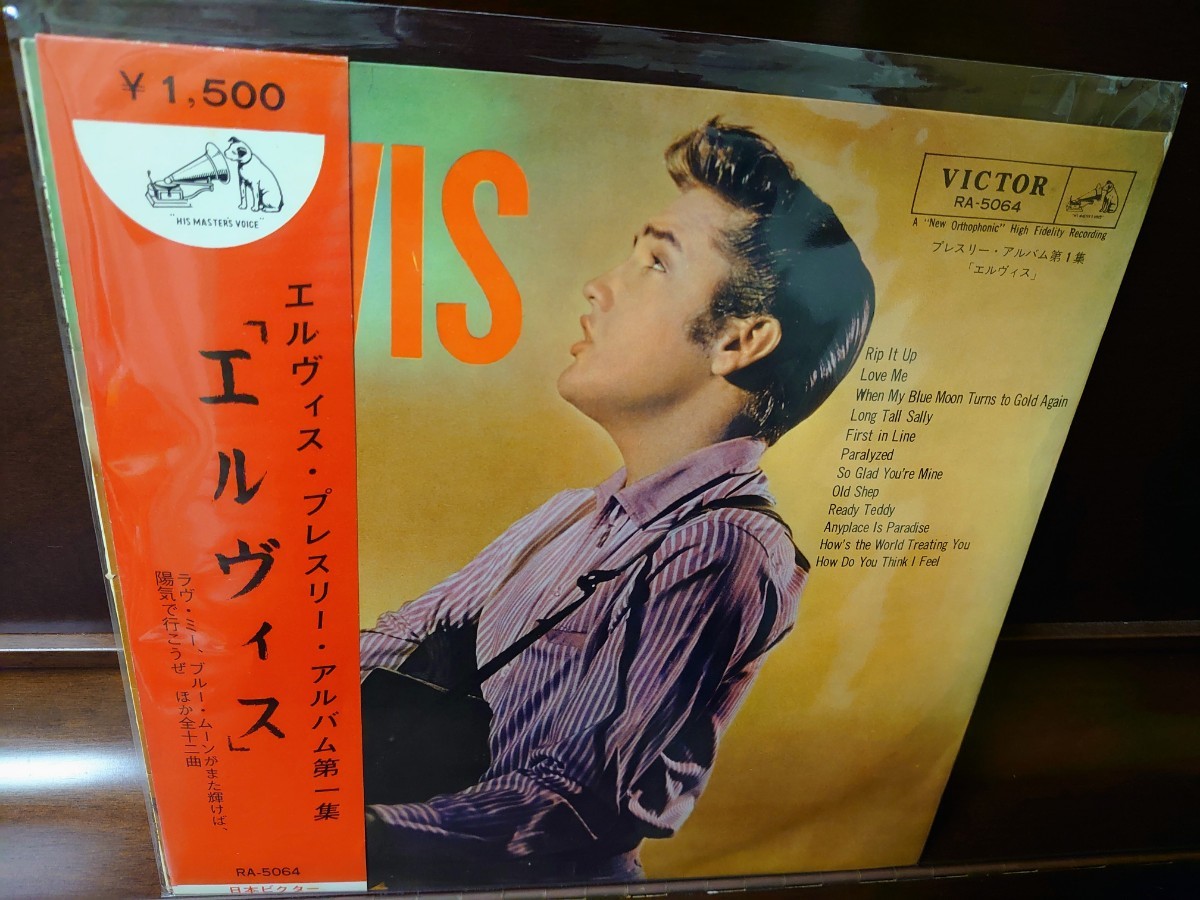 ¥1,500
"HIS MASTER'S VOICE"
エルヴィス・プレスリー・アルバム第一集
「エルヴィス」
ラヴ・ミー、ブルー・ムーンがまた輝けば、
陽気で行こうぜ ほか全十二曲
RA-5064
日本ビクター
VIS
VICTOR
RA-5064
A "New Orthophonic" High Fidelity Recording
プレスリー・アルバム第1集
「エルヴィス」
Rip It Up
Love Me
When My Blue Moon Turns to Gold Again
Long Tall Sally
First in Line
Paralyzed
So Glad You're Mine
Old Shep
Ready Teddy
Anyplace Is Paradise
How's the World Treating You
How Do You Think I Feel